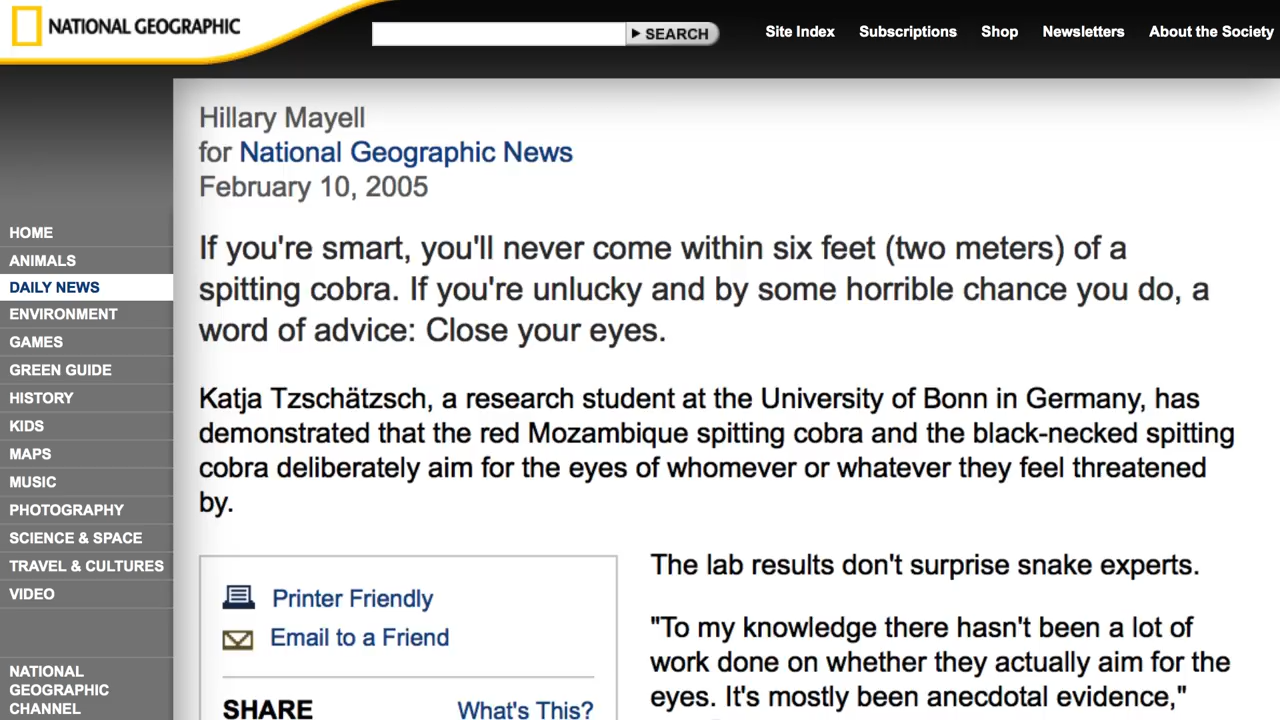 NATIONAL GEOGRAPHIC
SEARCH
Site Index
Subscriptions
Shop
Newsletters
About the Society
HOME
ANIMALS
DAILY NEWS
ENVIRONMENT
GAMES
GREEN GUIDE
HISTORY
KIDS
MAPS
MUSIC
PHOTOGRAPHY
SCIENCE & SPACE
TRAVEL & CULTURES
VIDEO
NATIONAL
GEOGRAPHIC
CHANNEL
Hillary Mayell
for National Geographic News
February 10, 2005
If you're smart, you'll never come within six feet (two meters) of a
spitting cobra. If you're unlucky and by some horrible chance you do, a
word of advice: Close your eyes.
Katja Tzschätzsch, a research student at the University of Bonn in Germany, has
demonstrated that the red Mozambique spitting cobra and the black-necked spitting
cobra deliberately aim for the eyes of whomever or whatever they feel threatened
by.
Printer Friendly
Email to a Friend
SHARE
What's This?
The lab results don't surprise snake experts.
"To my knowledge there hasn't been a lot of
work done on whether they actually aim for the
eyes. It's mostly been anecdotal evidence,"